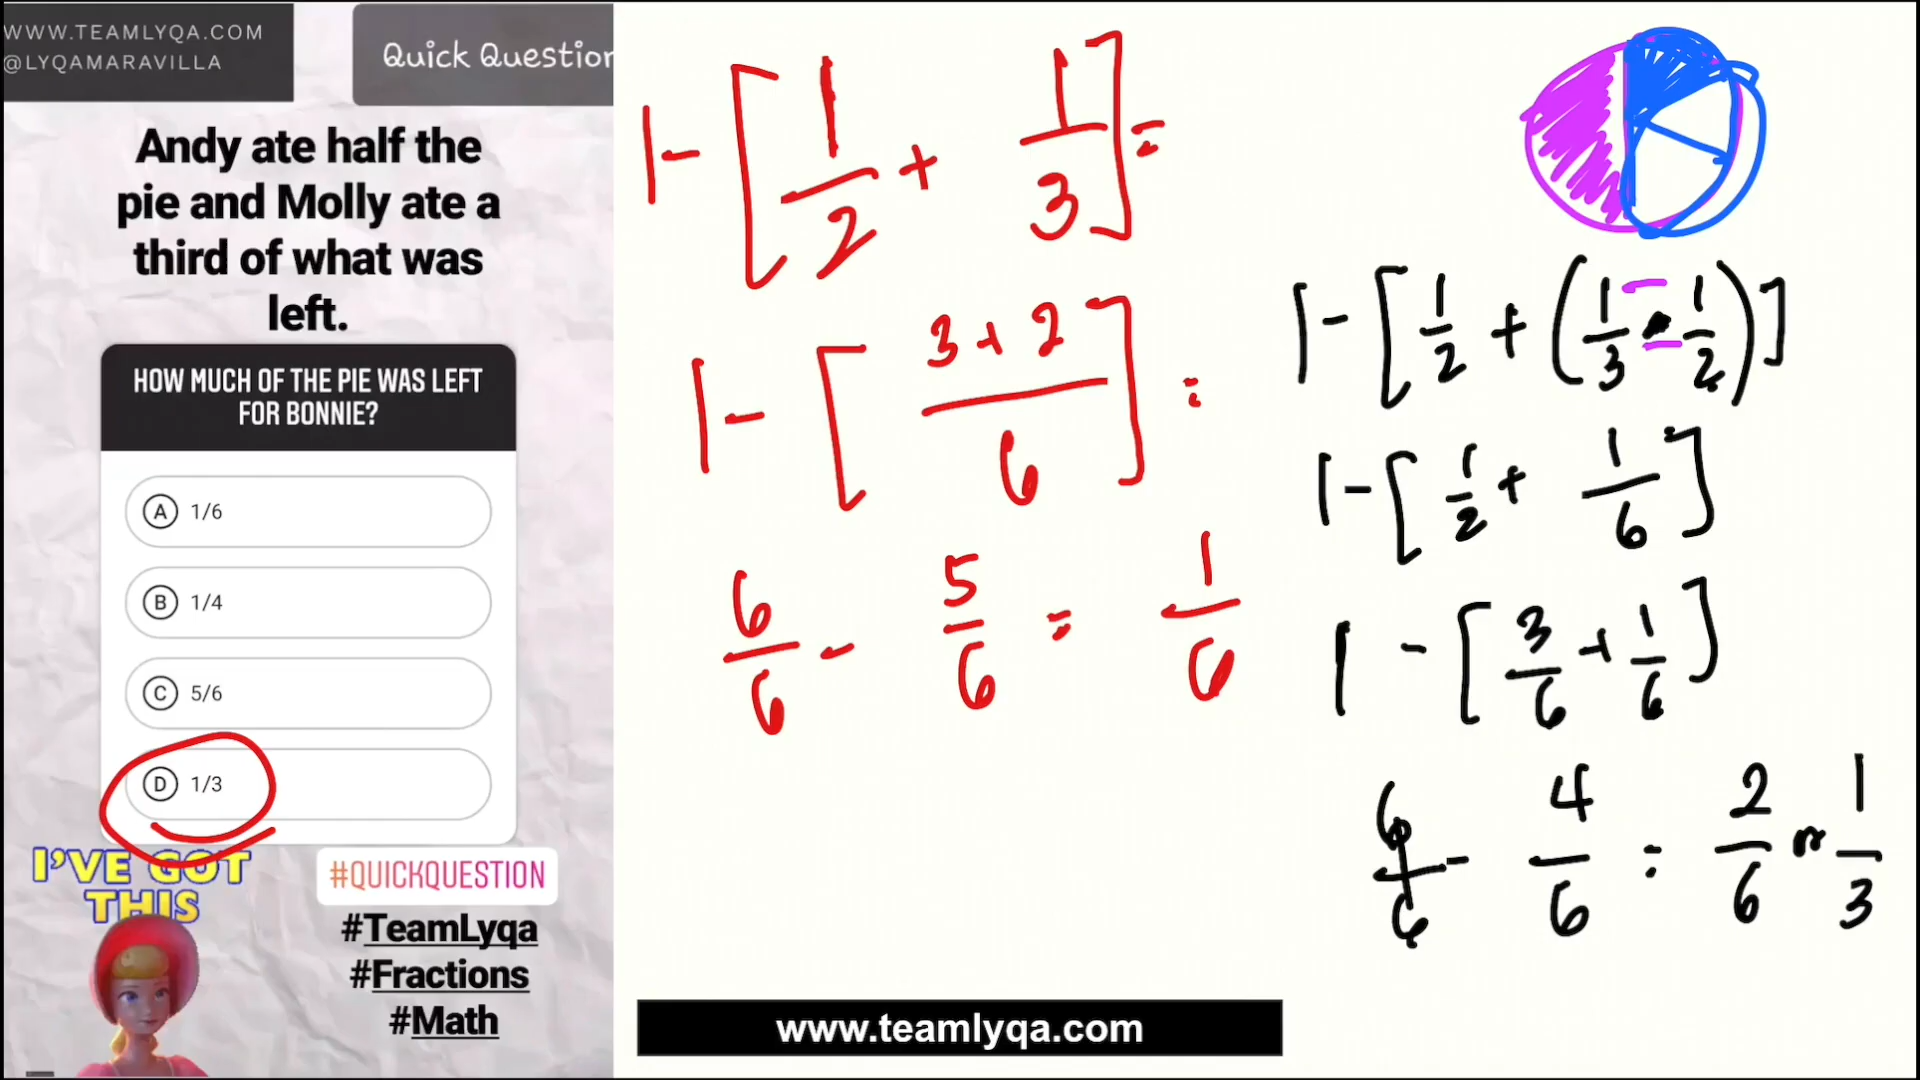 WWW.TEAMLYQA.COM
@LYQAMARAVILLA
Quick Question
Andy ate half the
pie and Molly ate a
third of what was
left.
HOW MUCH OF THE PIE WAS LEFT
FOR BONNIE?
A 1/6
B 1/4
C 5/6
D 1/3
I'VE GOT
THIS
#QUICKQUESTION
#TeamLyqa
#Fractions
#Math
1 - [1/2 + 1/3] =
1 - [3+2/6] =
6/6 - 5/6 = 1/6
1 - [1/2 + (1/3 · 1/2)]
1 - [1/2 + 1/6]
1 - [3/6 + 1/6]
6/6 - 4/6 = 2/6 n 1/3
www.teamlyqa.com